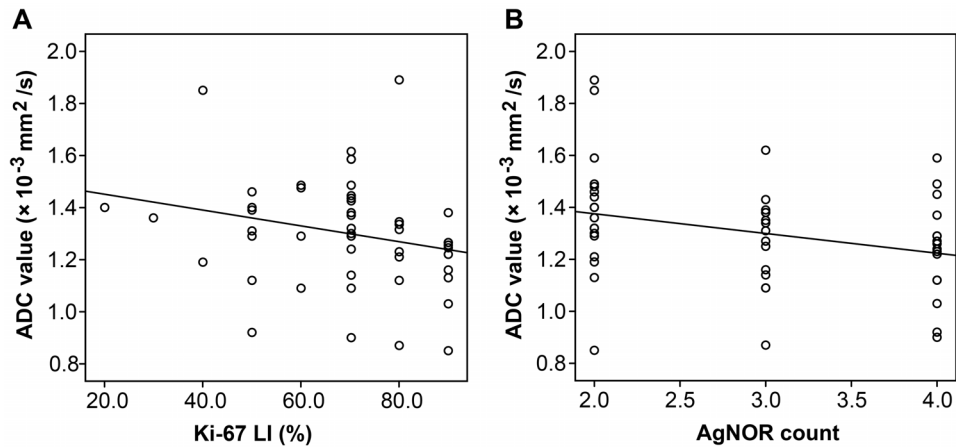 A
ADC value (× 10⁻³ mm² /s)
2.0
1.8
1.6
1.4
1.2
1.0
0.8
20.0 40.0 60.0 80.0
Ki-67 LI (%)
B
ADC value (× 10⁻³ mm² /s)
2.0
1.8
1.6
1.4
1.2
1.0
0.8
2.0 2.5 3.0 3.5 4.0
AgNOR count